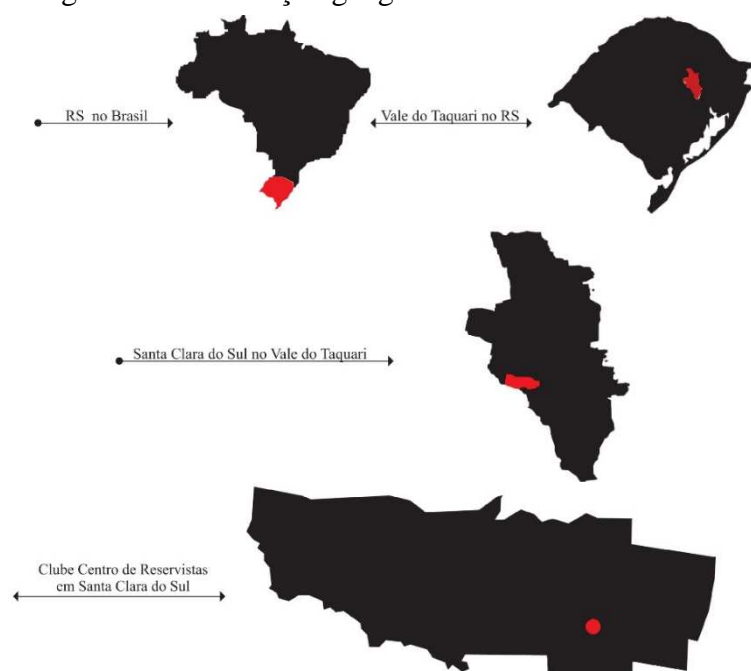 RS no Brasil
Vale do Taquari no RS
Santa Clara do Sul no Vale do Taquari
Clube Centro de Reservistas
em Santa Clara do Sul